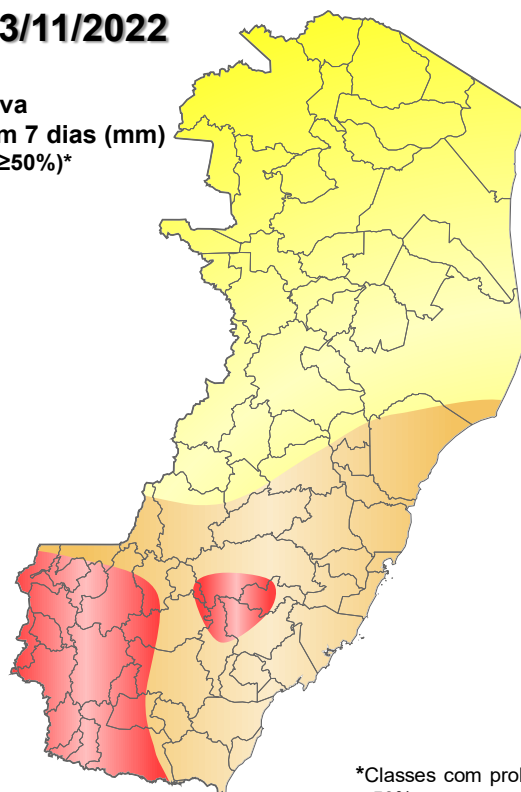 3/11/2022
va
m 7 dias (mm)
≥50%)*
*Classes com prol